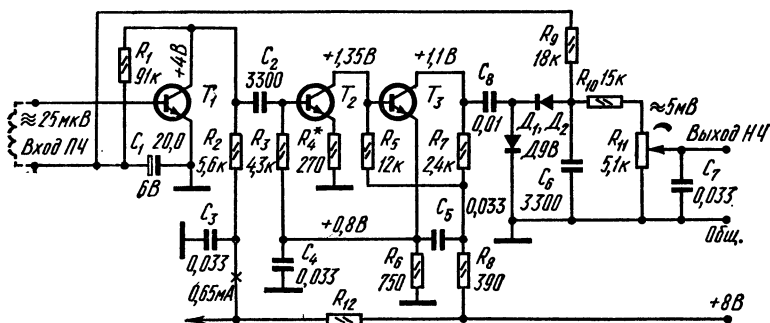 R1
91к
+4В
T1
C2
3300
+1,35В
+1,1В
C8
R9
18к
R10 15к
≈5мВ
≈25мкВ
Вход ПЧ
C1
20,0
6В
R2
5,6к
R3
4,3к
R4*
270
T2
R5
12к
T3
R7
2,4к
0,01
Д1, Д2
Д9В
C6
3300
R11
5,1к
Выход НЧ
C7
0,033
Общ.
C3
0,033
0,65мА
+0,8В
C4
0,033
C5
0,033
R6
750
R8
390
R12
+8В